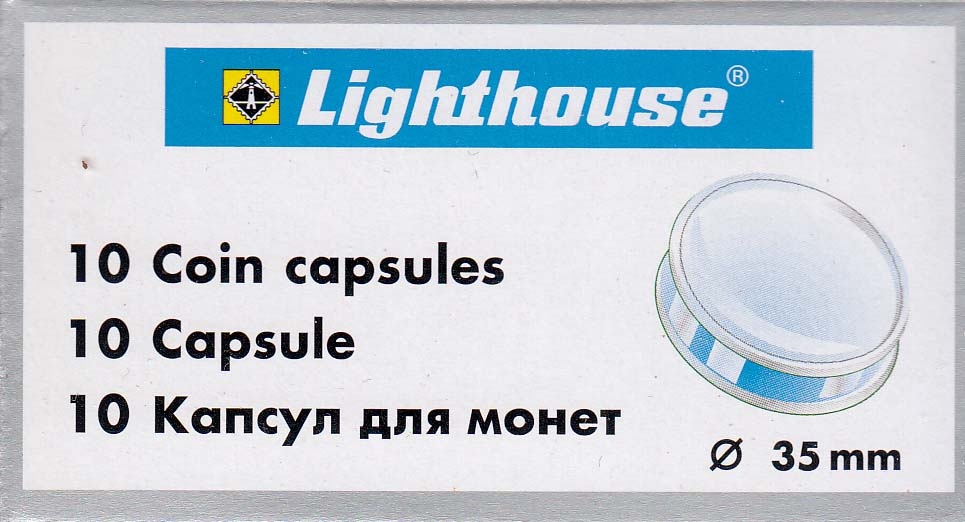 Lighthouse®
10 Coin capsules
10 Capsule
10 Капсул для монет
Ø 35 mm